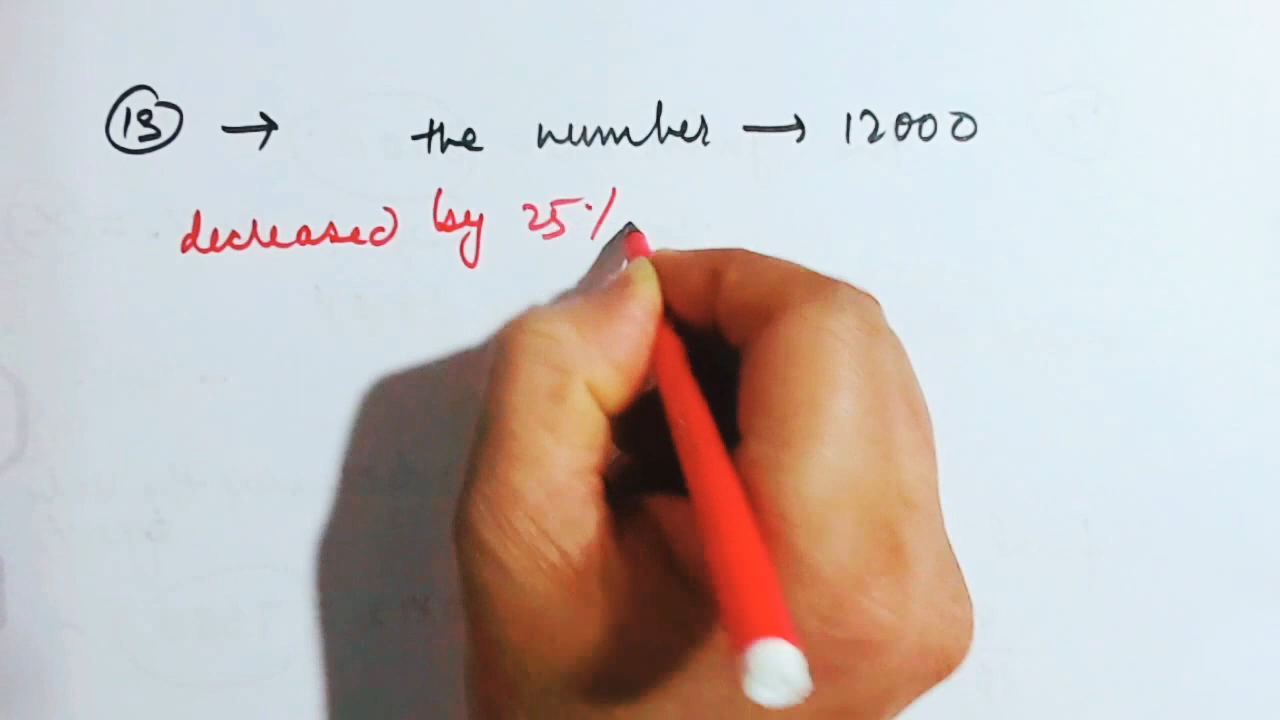 13 → the number → 12000
decreased by 25%